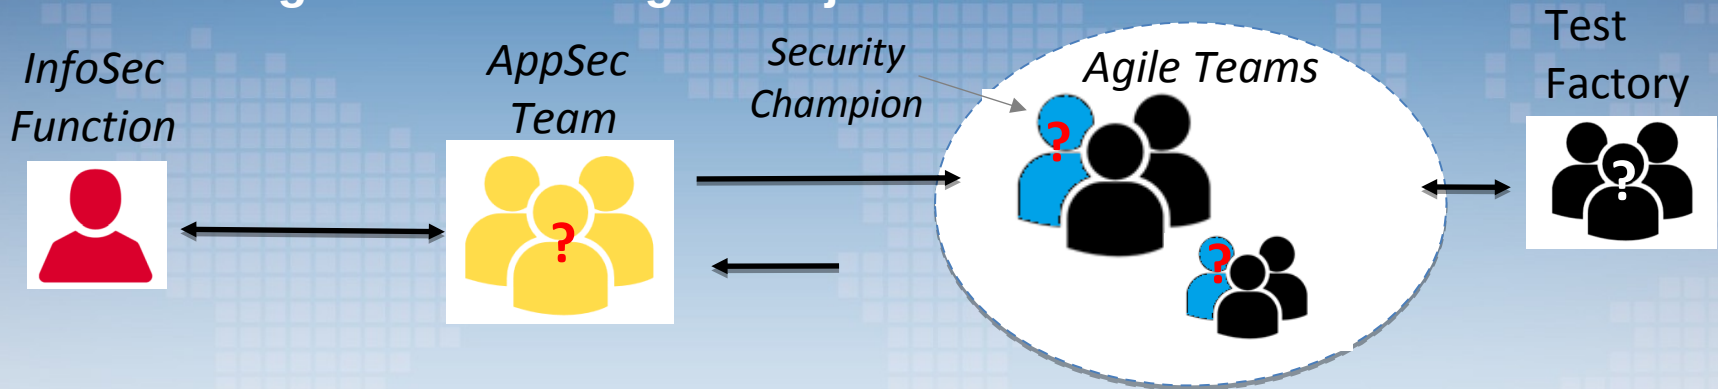 InfoSec
Function
AppSec
Team
?
Security
Champion
Agile Teams
?
?
Test
Factory
?